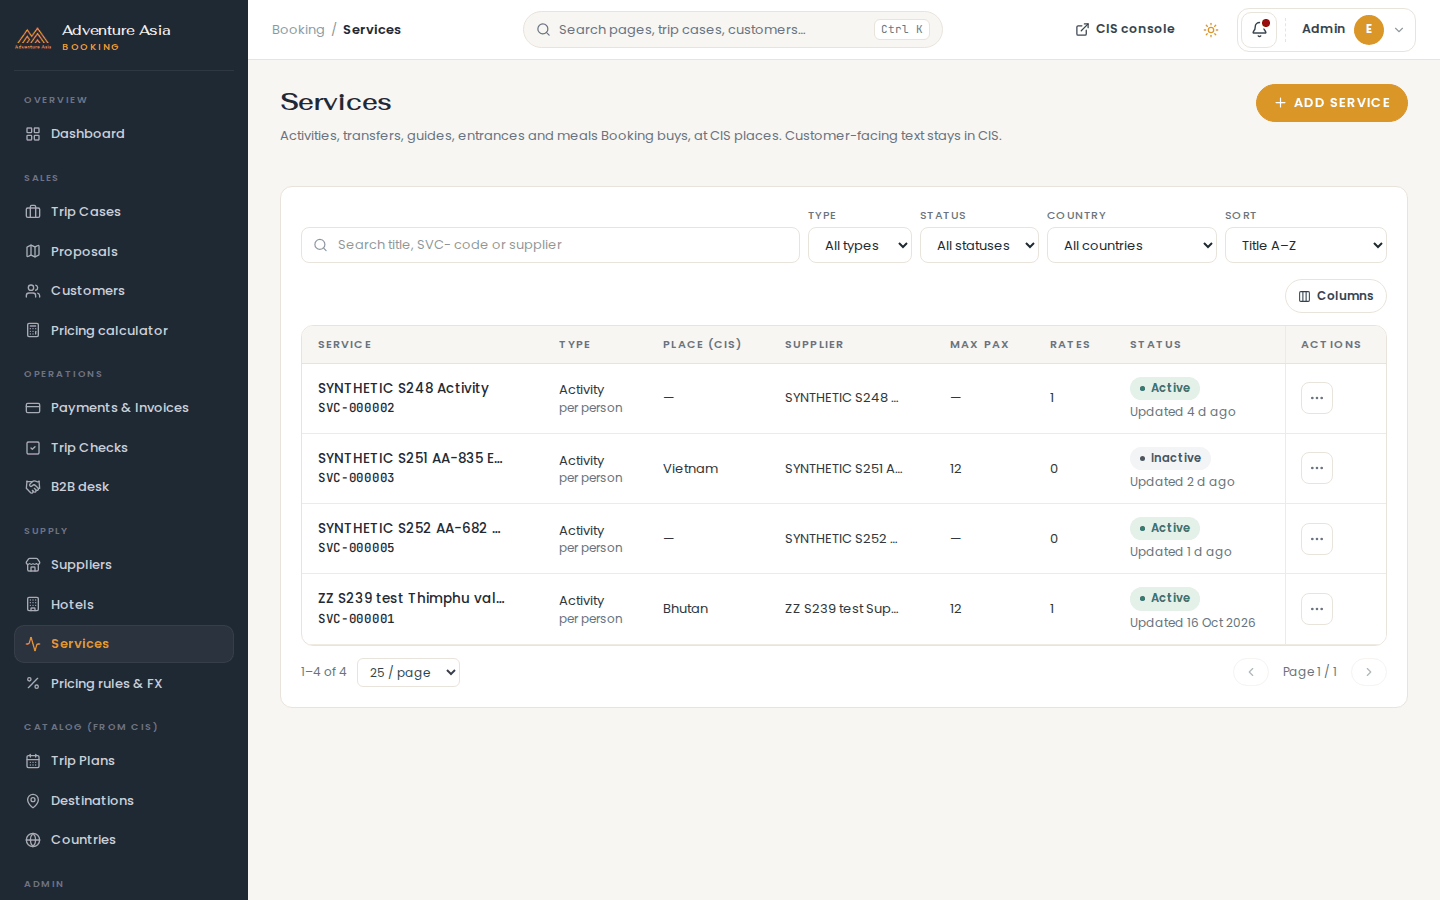 Adventure Asia
BOOKING
Adventure Asia
OVERVIEW
Dashboard
SALES
Trip Cases
Proposals
Customers
Pricing calculator
OPERATIONS
Payments & Invoices
Trip Checks
B2B desk
SUPPLY
Suppliers
Hotels
Services
Pricing rules & FX
CATALOG (FROM CIS)
Trip Plans
Destinations
Countries
ADMIN
Booking / Services
Search pages, trip cases, customers... Ctrl K
CIS console
Admin E
Services
ADD SERVICE
Activities, transfers, guides, entrances and meals Booking buys, at CIS places. Customer-facing text stays in CIS.
TYPE STATUS COUNTRY SORT
Search title, SVC- code or supplier All types All statuses All countries Title A–Z
Columns
SERVICE TYPE PLACE (CIS) SUPPLIER MAX PAX RATES STATUS ACTIONS
SYNTHETIC S248 Activity Activity — SYNTHETIC S248 ... — 1 Active
SVC-000002 per person Updated 4 d ago
SYNTHETIC S251 AA-835 E... Activity Vietnam SYNTHETIC S251 A... 12 0 Inactive
SVC-000003 per person Updated 2 d ago
SYNTHETIC S252 AA-682 ... Activity — SYNTHETIC S252 ... — 0 Active
SVC-000005 per person Updated 1 d ago
ZZ S239 test Thimphu val... Activity Bhutan ZZ S239 test Sup... 12 1 Active
SVC-000001 per person Updated 16 Oct 2026
1–4 of 4 25 / page Page 1 / 1